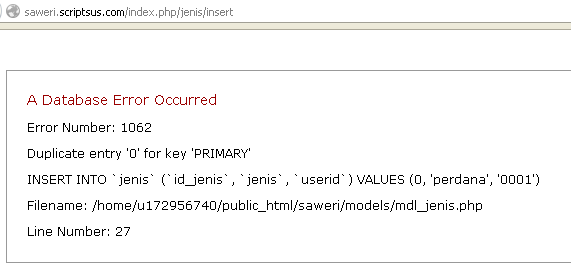 saweri.scriptsus.com/index.php/jenis/insert
A Database Error Occurred
Error Number: 1062
Duplicate entry '0' for key 'PRIMARY'
INSERT INTO `jenis` (`id_jenis`, `jenis`, `userid`) VALUES (0, 'perdana', '0001')
Filename: /home/u172956740/public_html/saweri/models/mdl_jenis.php
Line Number: 27